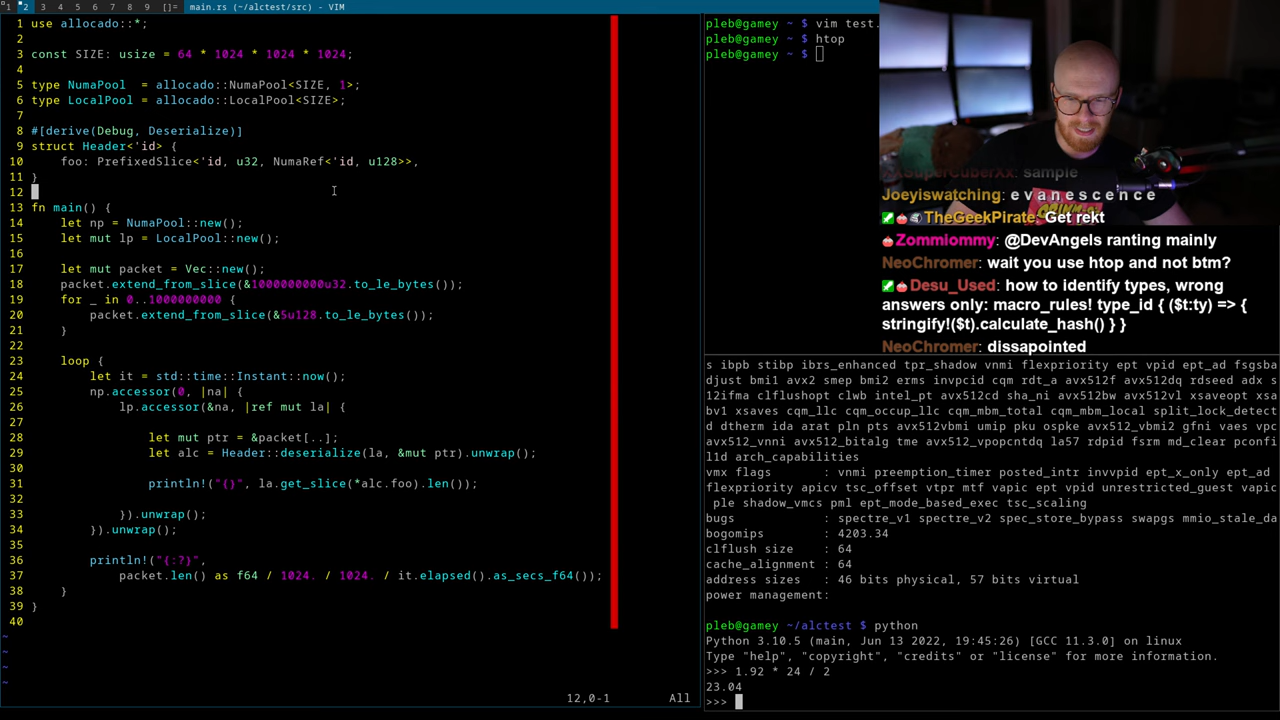 1 2 3 4 5 6 7 8 9 []= main.rs (~/alctest/src) - VIM
1 use allocado::*;
2
3 const SIZE: usize = 64 * 1024 * 1024 * 1024;
4
5 type NumaPool  = allocado::NumaPool<SIZE, 1>;
6 type LocalPool = allocado::LocalPool<SIZE>;
7
8 #[derive(Debug, Deserialize)]
9 struct Header<'id> {
10     foo: PrefixedSlice<'id, u32, NumaRef<'id, u128>>,
11 }
12
13 fn main() {
14     let np = NumaPool::new();
15     let mut lp = LocalPool::new();
16
17     let mut packet = Vec::new();
18     packet.extend_from_slice(&1000000000u32.to_le_bytes());
19     for _ in 0..1000000000 {
20         packet.extend_from_slice(&5u128.to_le_bytes());
21     }
22
23     loop {
24         let it = std::time::Instant::now();
25         np.accessor(0, |na| {
26             lp.accessor(&na, |ref mut la| {
27
28                 let mut ptr = &packet[..];
29                 let alc = Header::deserialize(la, &mut ptr).unwrap();
30
31                 println!("{}", la.get_slice(*alc.foo).len());
32
33             }).unwrap();
34         }).unwrap();
35
36         println!("{:?}",
37             packet.len() as f64 / 1024. / 1024. / it.elapsed().as_secs_f64());
38     }
39 }
40
~
~
~
~
12,0-1 All
pleb@gamey ~ $ vim test.
pleb@gamey ~ $ htop
pleb@gamey ~ $
sample
Joeyiswatching: e v a n e s c e n c e
TheGeekPirate: Get rekt
Zommiommy: @DevAngels ranting mainly
NeoChromer: wait you use htop and not btm?
Desu_Used: how to identify types, wrong
answers only: macro_rules! type_id { ($t:ty) => {
stringify!($t).calculate_hash() } }
NeoChromer: dissapointed
s ibpb stibp ibrs_enhanced tpr_shadow vnmi flexpriority ept vpid ept_ad fsgsba
djust bmi1 avx2 smep bmi2 erms invpcid cqm rdt_a avx512f avx512dq rdseed adx s
12ifma clflushopt clwb intel_pt avx512cd sha_ni avx512bw avx512vl xsaveopt xsa
bv1 xsaves cqm_llc cqm_occup_llc cqm_mbm_total cqm_mbm_local split_lock_detect
d dtherm ida arat pln pts avx512vbmi umip pku ospke avx512_vbmi2 gfni vaes vpc
avx512_vnni avx512_bitalg tme avx512_vpopcntdq la57 rdpid fsrm md_clear pconfi
l1d arch_capabilities
vmx flags : vnmi preemption_timer posted_intr invvpid ept_x_only ept_ad
flexpriority apicv tsc_offset vtpr mtf vapic ept vpid unrestricted_guest vapic
ple shadow_vmcs pml ept_mode_based_exec tsc_scaling
bugs : spectre_v1 spectre_v2 spec_store_bypass swapgs mmio_stale_da
bogomips : 4203.34
clflush size : 64
cache_alignment : 64
address sizes : 46 bits physical, 57 bits virtual
power management:
pleb@gamey ~/alctest $ python
Python 3.10.5 (main, Jun 13 2022, 19:45:26) [GCC 11.3.0] on linux
Type "help", "copyright", "credits" or "license" for more information.
>>> 1.92 * 24 / 2
23.04
>>>